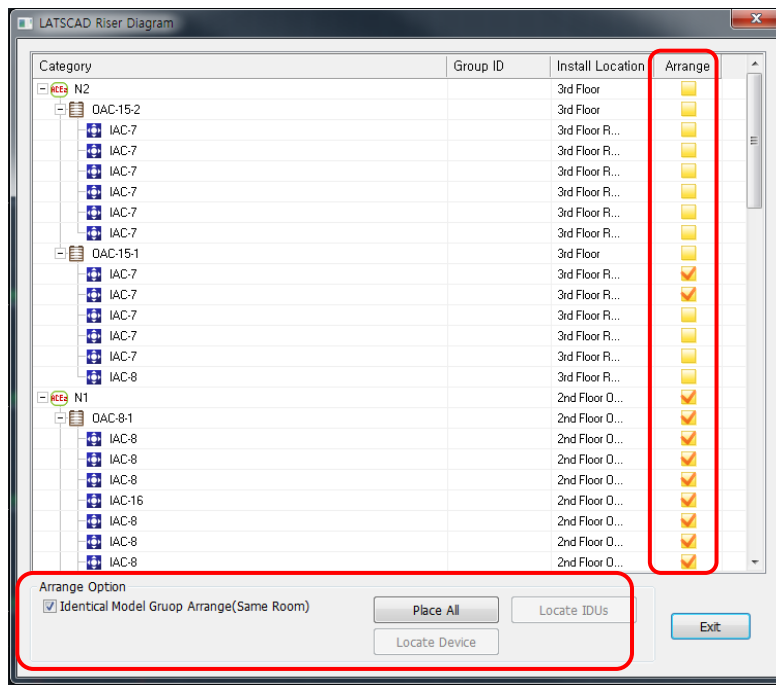 LATSCAD Riser Diagram
Category Group ID Install Location Arrange
ACEz N2 3rd Floor
OAC-15-2 3rd Floor
IAC-7 3rd Floor R...
IAC-7 3rd Floor R...
IAC-7 3rd Floor R...
IAC-7 3rd Floor R...
IAC-7 3rd Floor R...
IAC-7 3rd Floor R...
OAC-15-1 3rd Floor
IAC-7 3rd Floor R...
IAC-7 3rd Floor R...
IAC-7 3rd Floor R...
IAC-7 3rd Floor R...
IAC-7 3rd Floor R...
IAC-8 3rd Floor R...
ACEz N1 2nd Floor O...
OAC-8-1 2nd Floor O...
IAC-8 2nd Floor O...
IAC-8 2nd Floor O...
IAC-8 2nd Floor O...
IAC-16 2nd Floor O...
IAC-8 2nd Floor O...
IAC-8 2nd Floor O...
IAC-8 2nd Floor O...
Arrange Option
Identical Model Gruop Arrange(Same Room)
Place All Locate IDUs
Exit
Locate Device